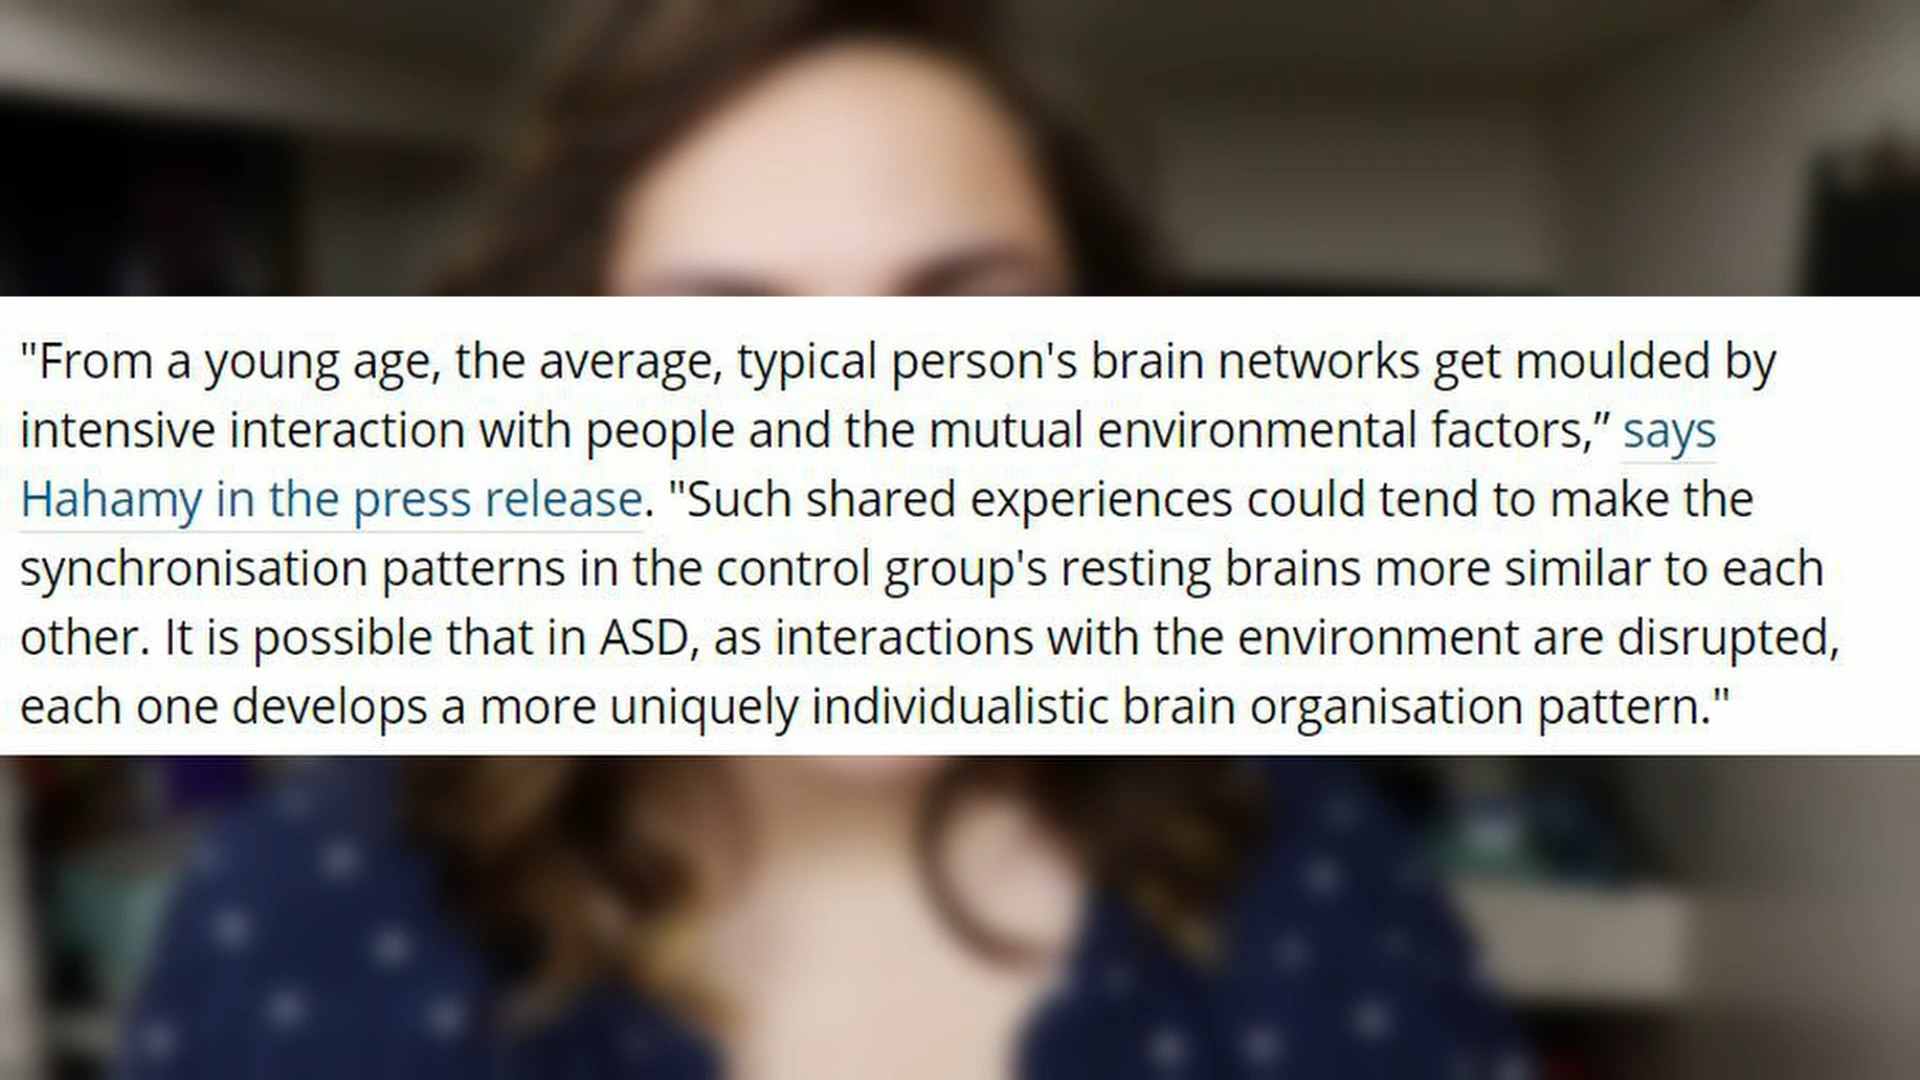 "From a young age, the average, typical person's brain networks get moulded by
intensive interaction with people and the mutual environmental factors,” says
Hahamy in the press release. "Such shared experiences could tend to make the
synchronisation patterns in the control group's resting brains more similar to each
other. It is possible that in ASD, as interactions with the environment are disrupted,
each one develops a more uniquely individualistic brain organisation pattern."